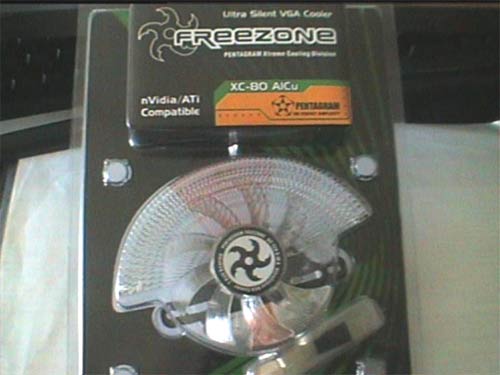 Ultra Silent VGA Cooler
FREEZONE
PENTAGRAM Xtreme Cooling Division
XC-80 AlCu
nVidia/ATi
Compatible
PENTAGRAM